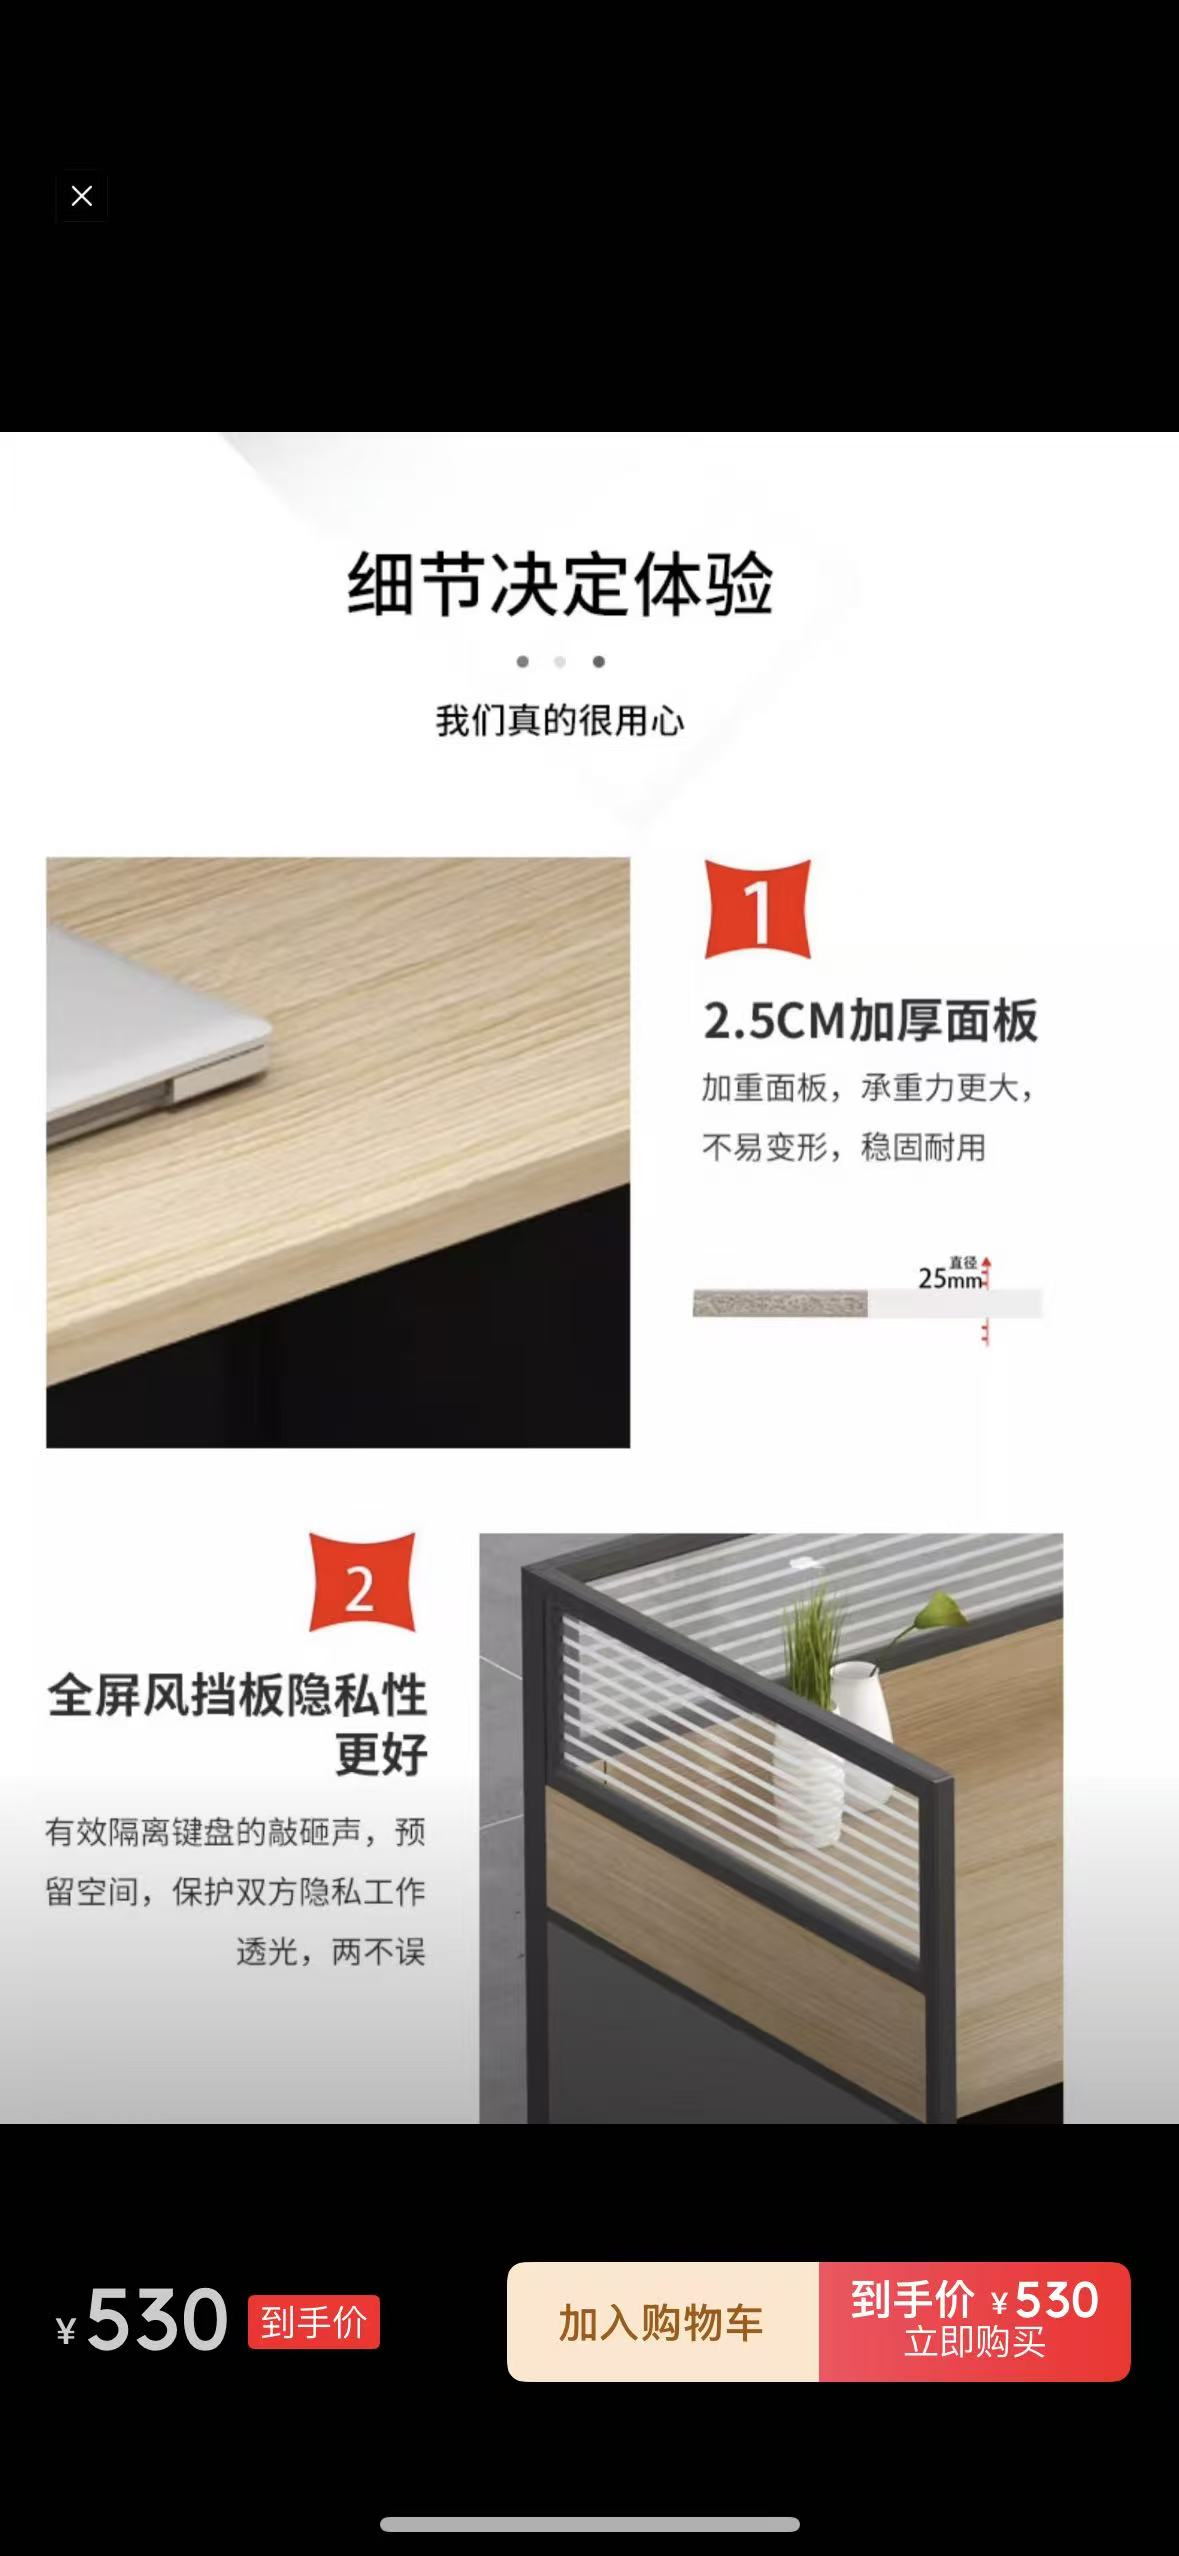 细节决定体验
我们真的很用心
1
2.5CM加厚面板
加重面板，承重力更大，
不易变形，稳固耐用
直径
25mm
2
全屏风挡板隐私性
更好
有效隔离键盘的敲砸声，预
留空间，保护双方隐私工作
透光，两不误
¥530 到手价
加入购物车
到手价 ¥530
立即购买